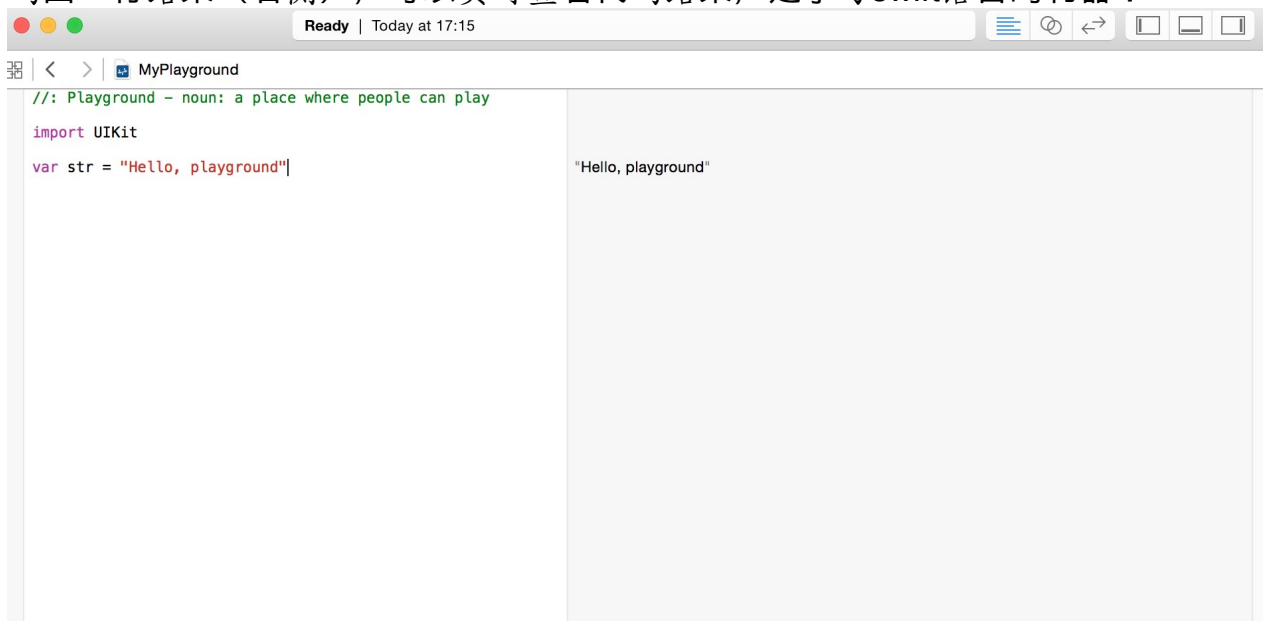 Ready | Today at 17:15
MyPlayground
//: Playground – noun: a place where people can play
import UIKit
var str = "Hello, playground"
"Hello, playground"